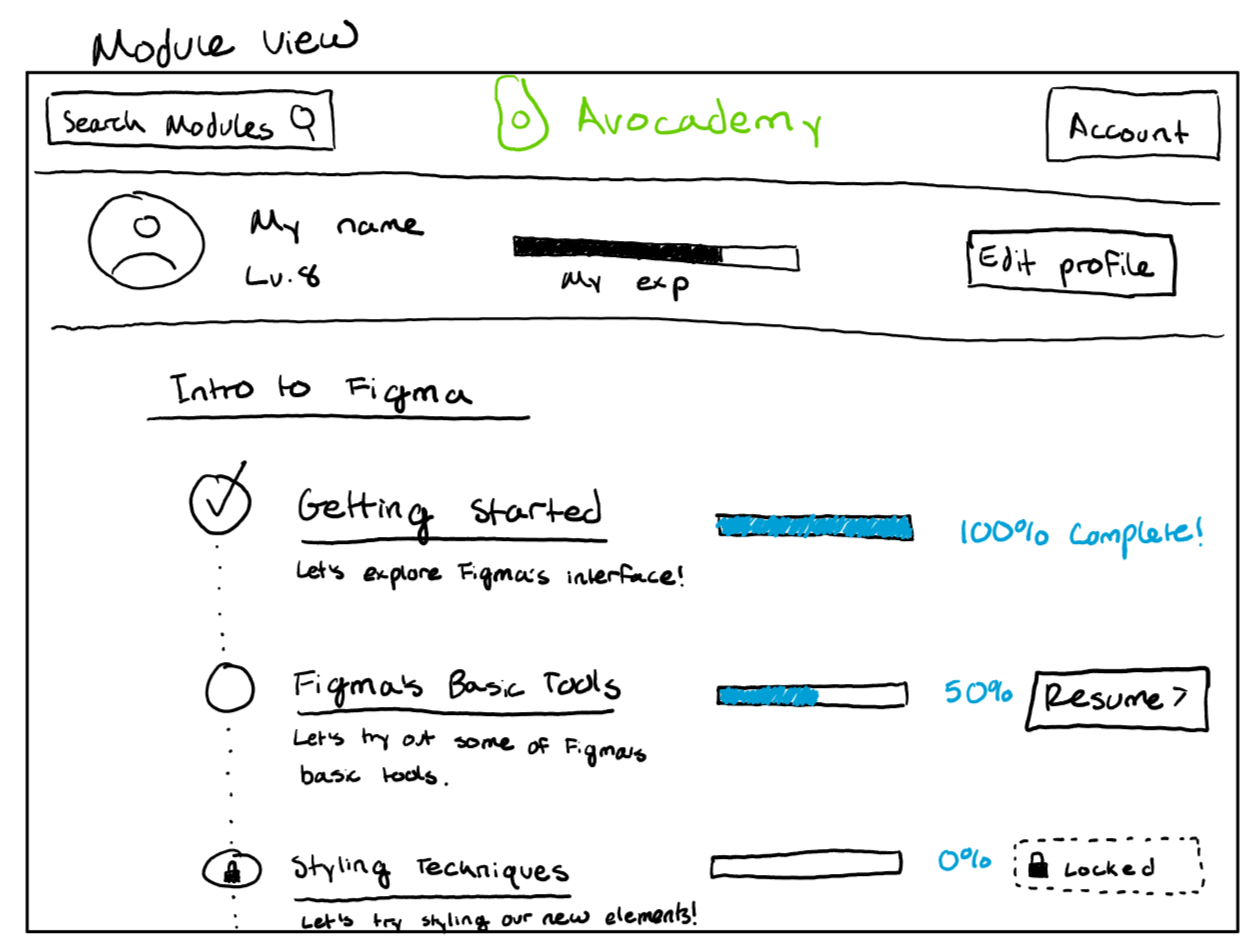 Module view
Search Modules
Avocademy
Account
My name
Lv.8
My exp
Edit profile
Intro to Figma
Getting Started
Let's explore Figma's interface!
100% Complete!
Figma's Basic Tools
Let's try out some of Figma's
basic tools.
50%
Resume >
Styling Techniques
Let's try styling our new elements!
0%
Locked